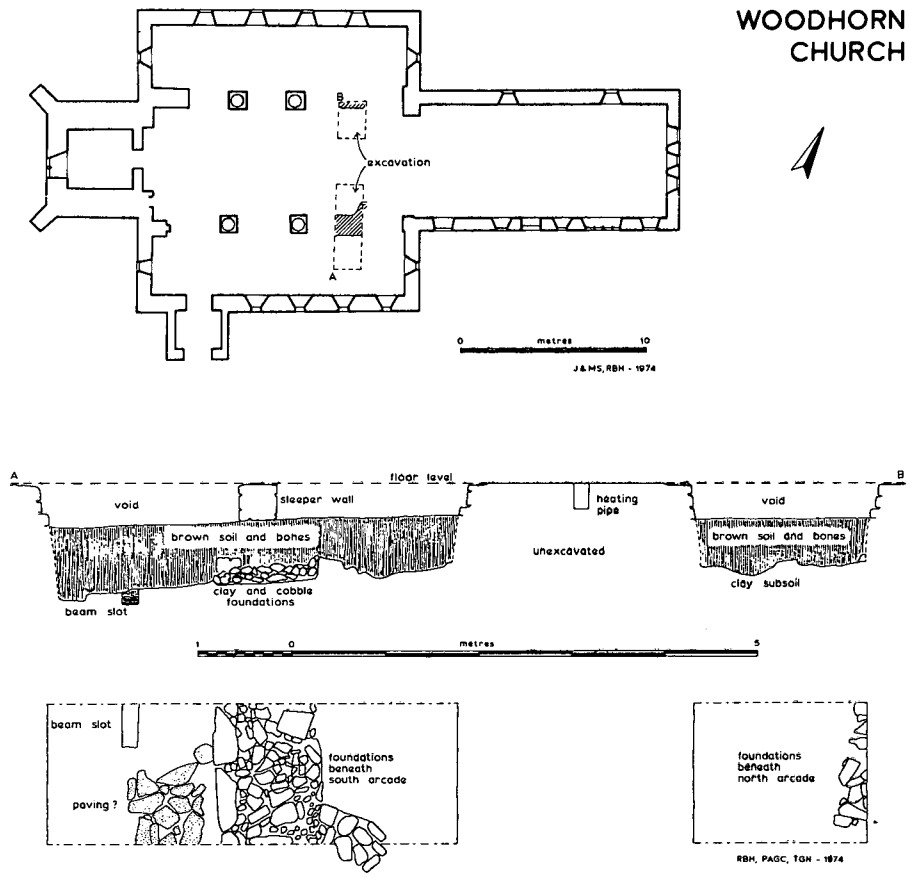 WOODHORN
CHURCH
B
excavation
A
0 metres 10
J & MS, RBH - 1974
A
B
floor level
void
sleeper wall
heating
pipe
void
brown soil and bones
brown soil and bones
unexcavated
clay and cobble
foundations
clay subsoil
beam slot
1 0 metres 5
beam slot
paving ?
foundations
beneath
south arcade
foundations
beneath
north arcade
RBH, PAGC, TGH - 1974